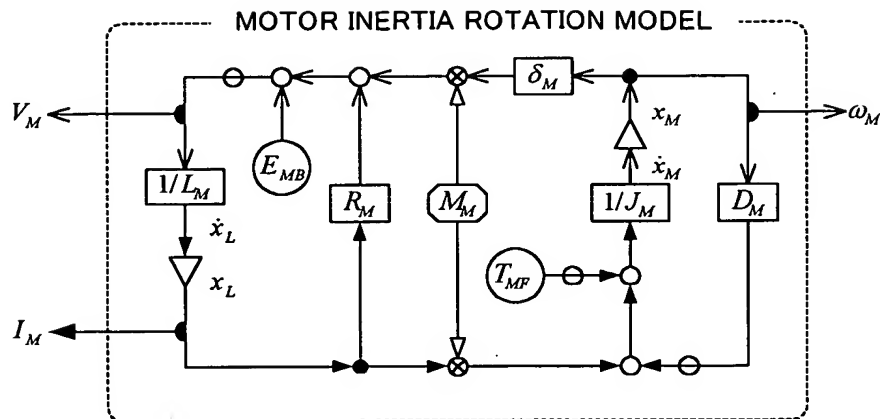 MOTOR INERTIA ROTATION MODEL
δ_M
V_M
x_M
ω_M
E_MB
1/L_M
ẋ_M
R_M
M_M
1/J_M
D_M
ẋ_L
T_MF
x_L
I_M